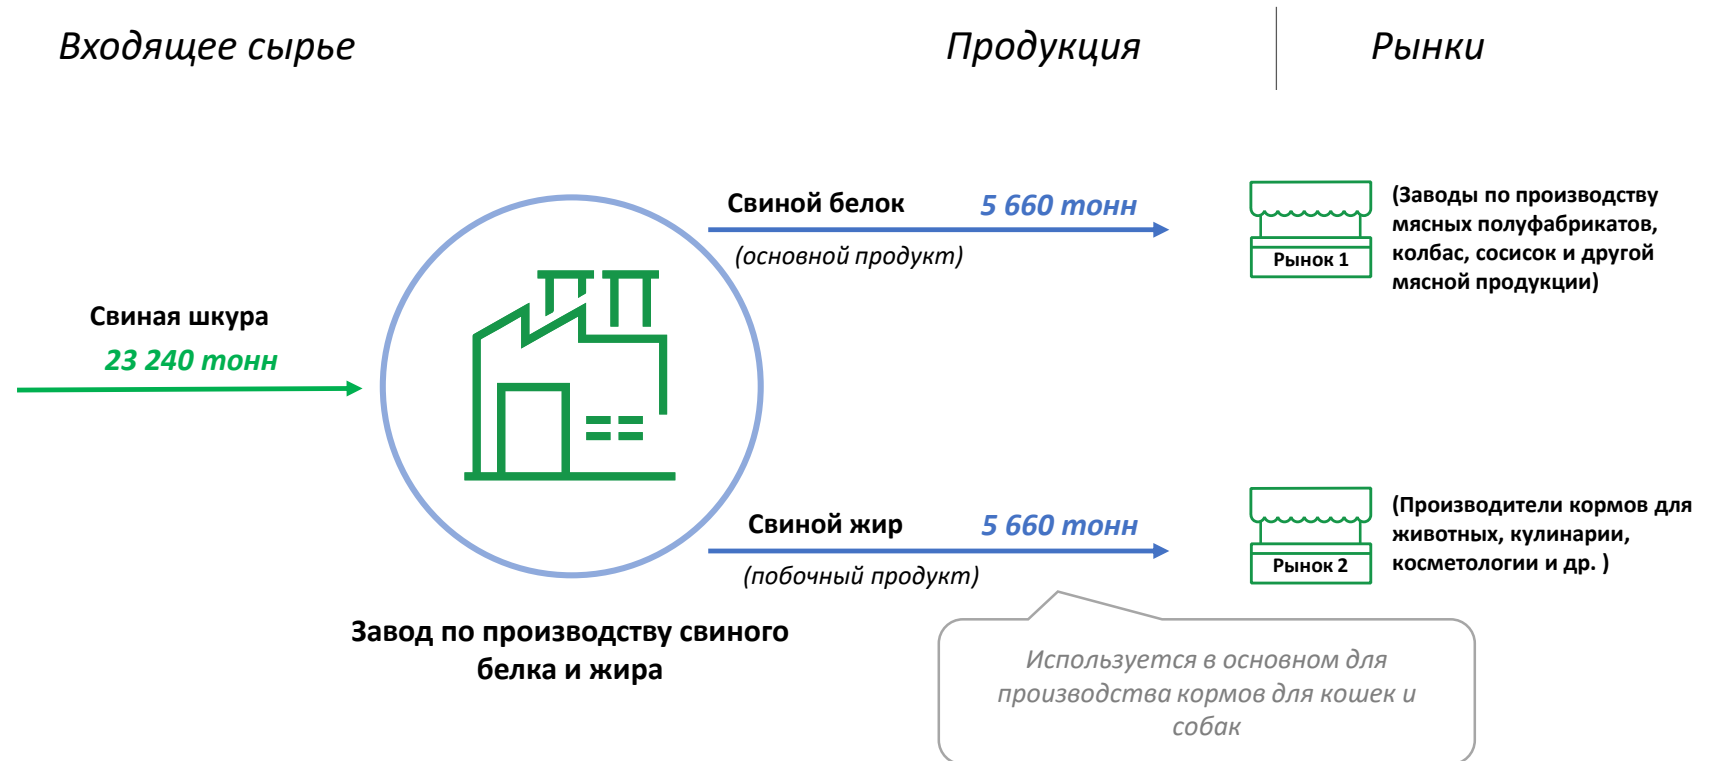 Входящее сырье
Продукция
Рынки
Свиная шкура
23 240 тонн
Завод по производству свиного
белка и жира
Свиной белок
5 660 тонн
(основной продукт)
Рынок 1
(Заводы по производству
мясных полуфабрикатов,
колбас, сосисок и другой
мясной продукции)
Свиной жир
5 660 тонн
(побочный продукт)
Рынок 2
(Производители кормов для
животных, кулинарии,
косметологии и др. )
Используется в основном для
производства кормов для кошек и
собак